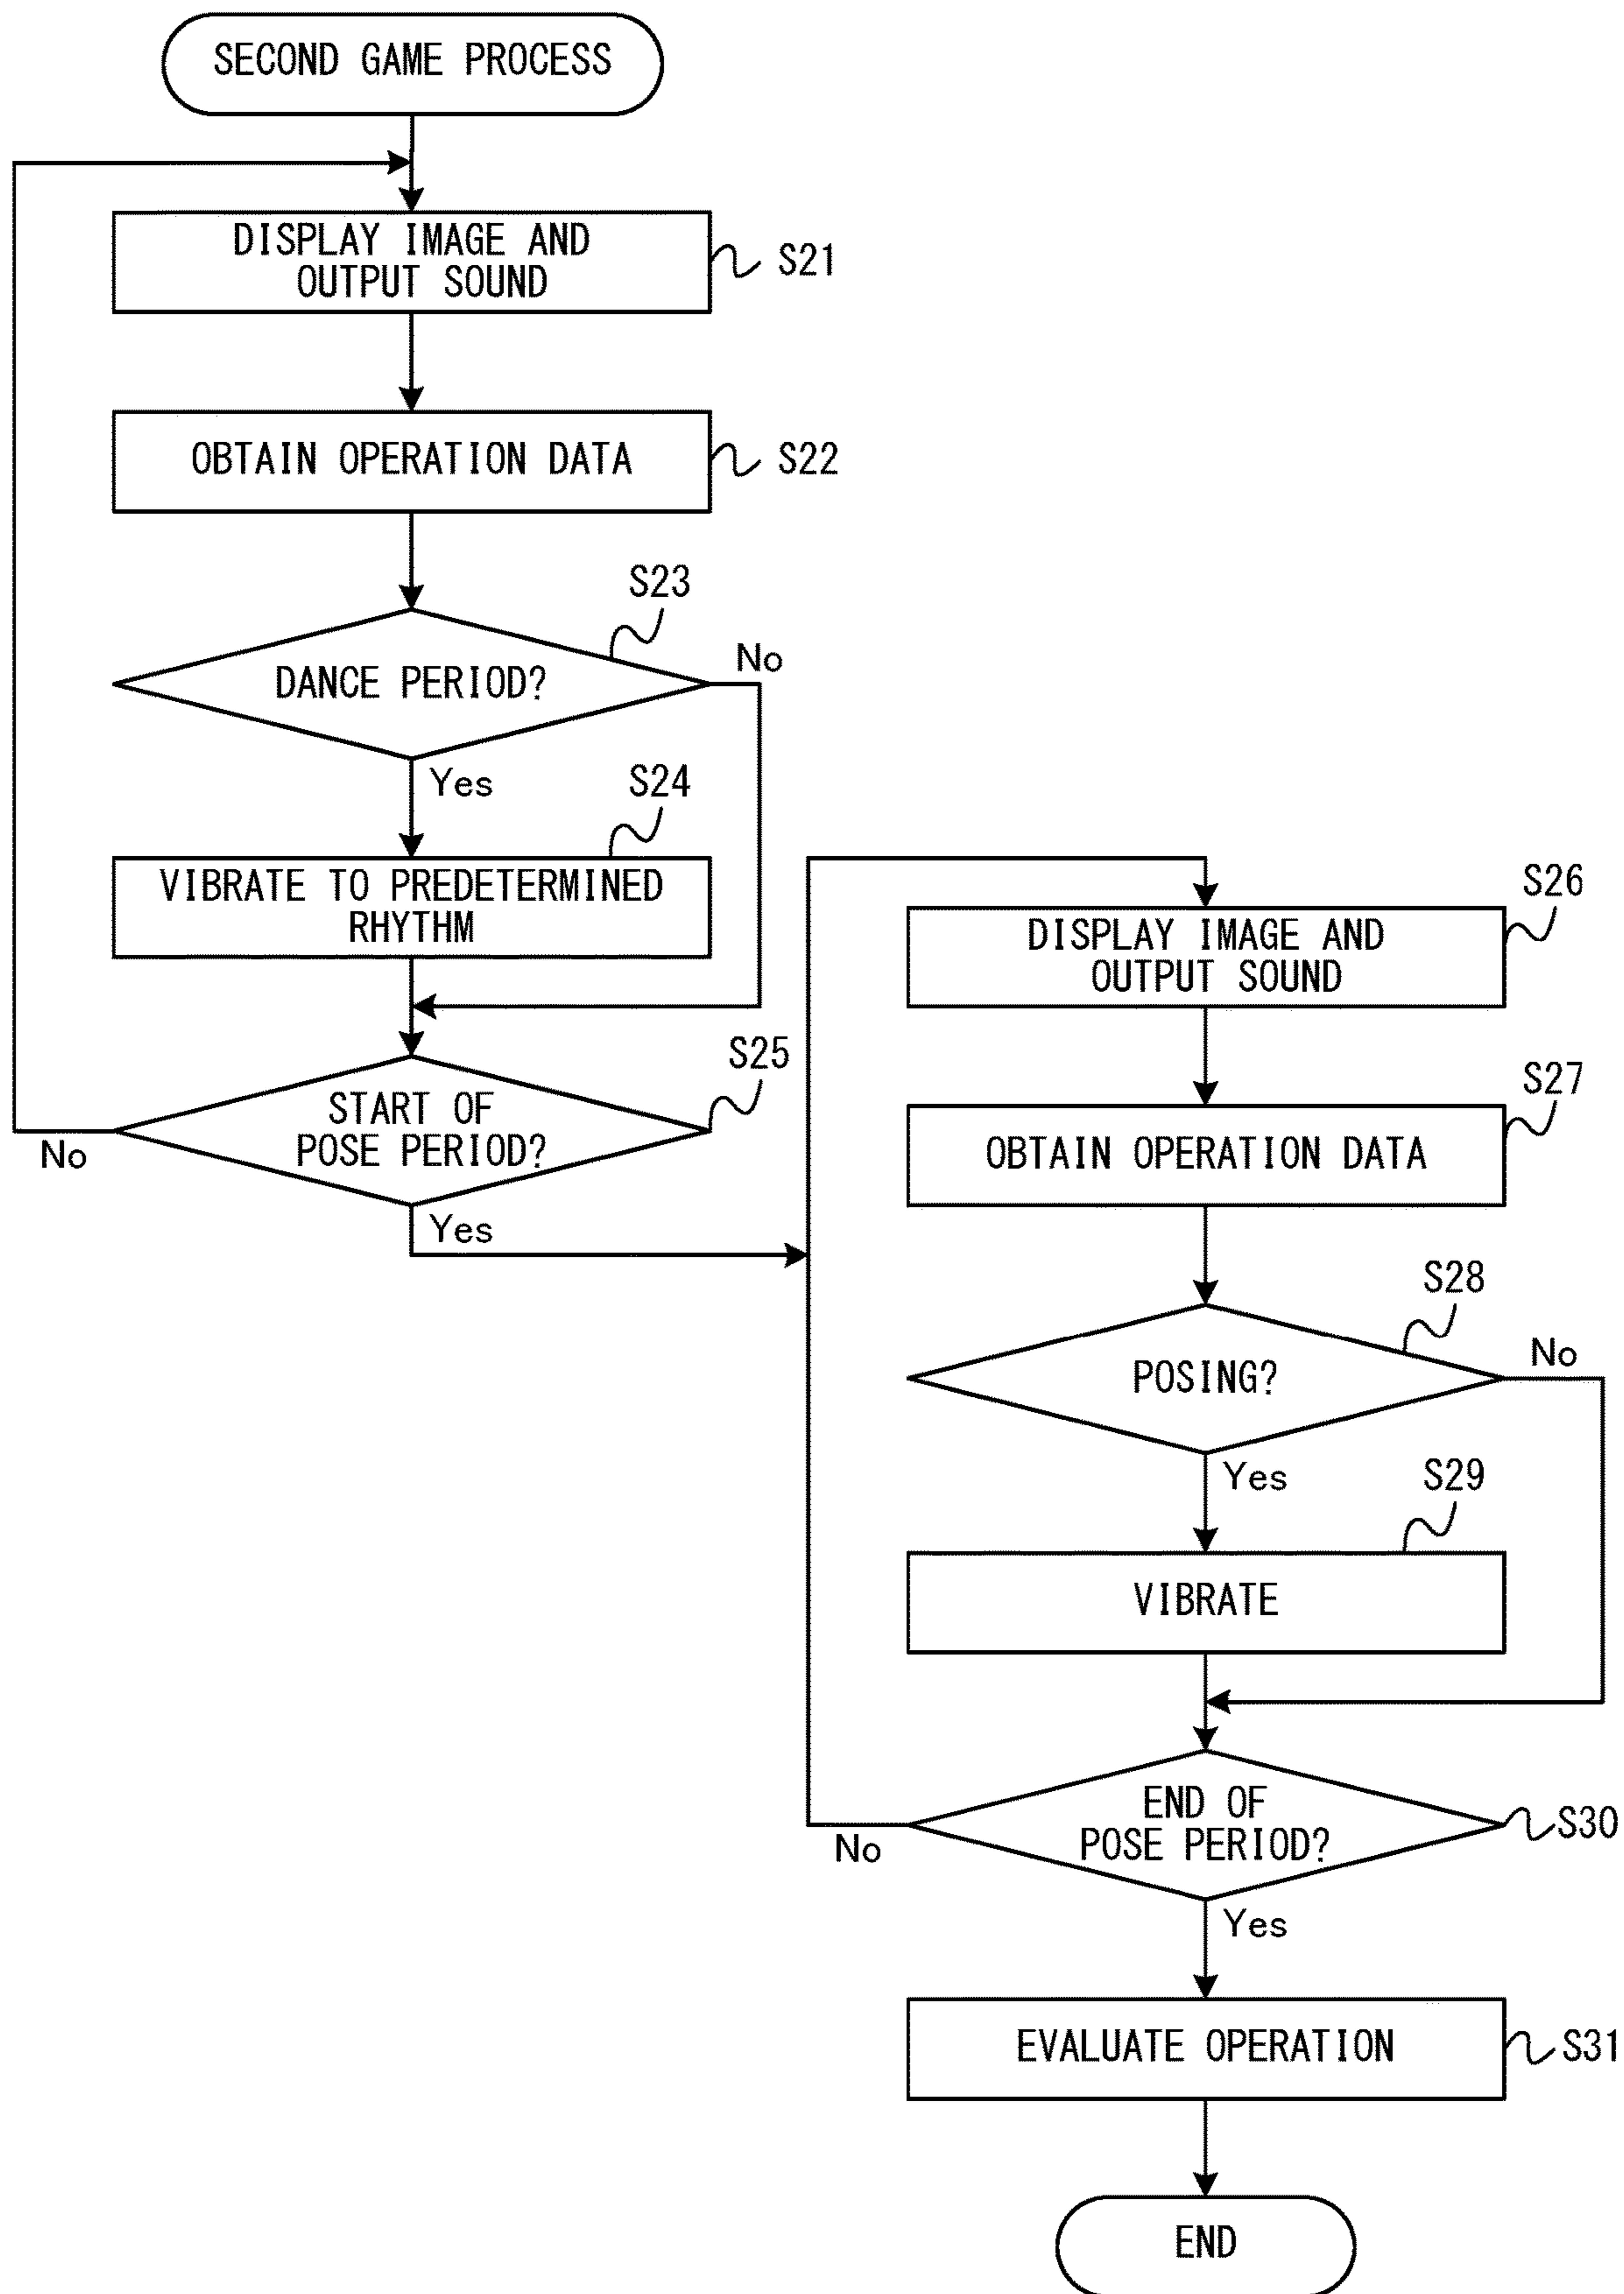 SECOND GAME PROCESS
DISPLAY IMAGE AND
OUTPUT SOUND
S21
OBTAIN OPERATION DATA
S22
S23
DANCE PERIOD?
No
Yes
S24
VIBRATE TO PREDETERMINED
RHYTHM
S25
START OF
POSE PERIOD?
No
Yes
S26
DISPLAY IMAGE AND
OUTPUT SOUND
S27
OBTAIN OPERATION DATA
S28
POSING?
No
Yes
S29
VIBRATE
END OF
POSE PERIOD?
S30
No
Yes
EVALUATE OPERATION
S31
END